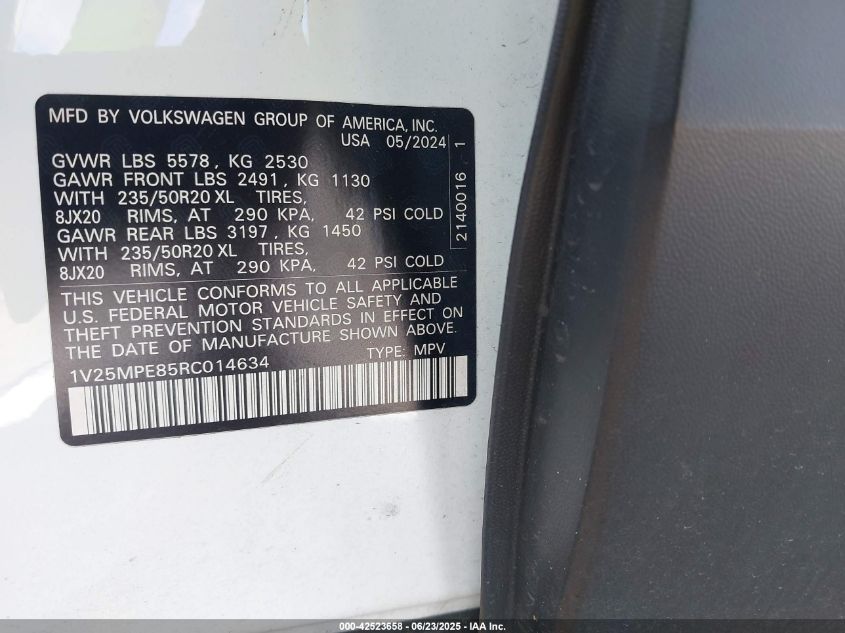 MFD BY VOLKSWAGEN GROUP OF AMERICA, INC.
USA 05/2024
GVWR LBS 5578, KG 2530
GAWR FRONT LBS 2491, KG 1130
WITH 235/50R20 XL TIRES,
8JX20 RIMS, AT 290 KPA, 42 PSI COLD
GAWR REAR LBS 3197, KG 1450
WITH 235/50R20 XL TIRES,
8JX20 RIMS, AT 290 KPA, 42 PSI COLD
2140016 1
THIS VEHICLE CONFORMS TO ALL APPLICABLE
U.S. FEDERAL MOTOR VEHICLE SAFETY AND
THEFT PREVENTION STANDARDS IN EFFECT ON
THE DATE OF MANUFACTURE SHOWN ABOVE.
TYPE: MPV
1V25MPE85RC014634
000-42523658 - 06/23/2025 - IAA Inc.